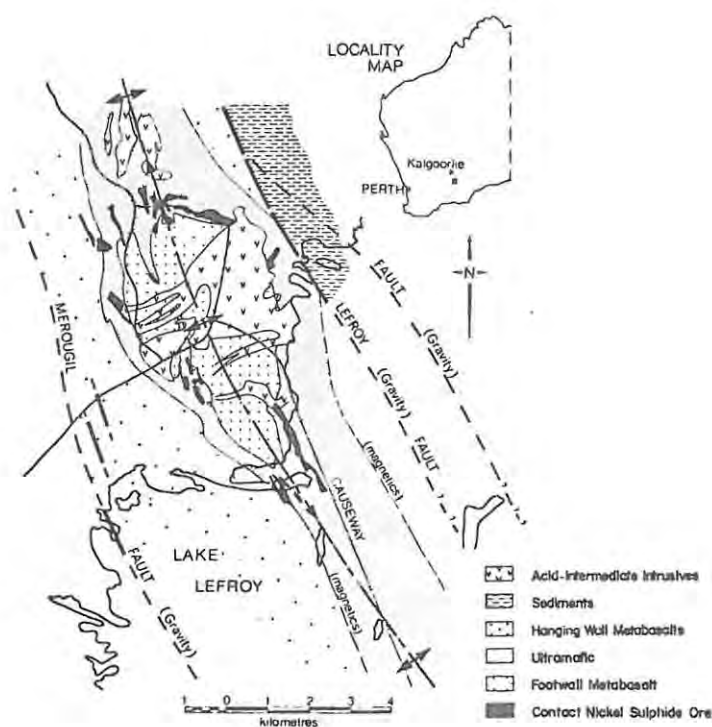 LOCALITY
MAP
Kalgoorlie
PERTH
N
FAULT
(Gravity)
LEFROY
(Gravity)
FAULT
? ?
? ?
(magnetics)
MEROUGIL
FAULT
(Gravity)
LAKE
LEFROY
CAUSEWAY
(magnetics)
1 0 1 2 3 4
kilometres
Acid-Intermediate Intrusives
Sediments
Hanging Wall Metabasalts
Ultramafic
Footwall Metabasalt
Contact Nickel Sulphide Ore